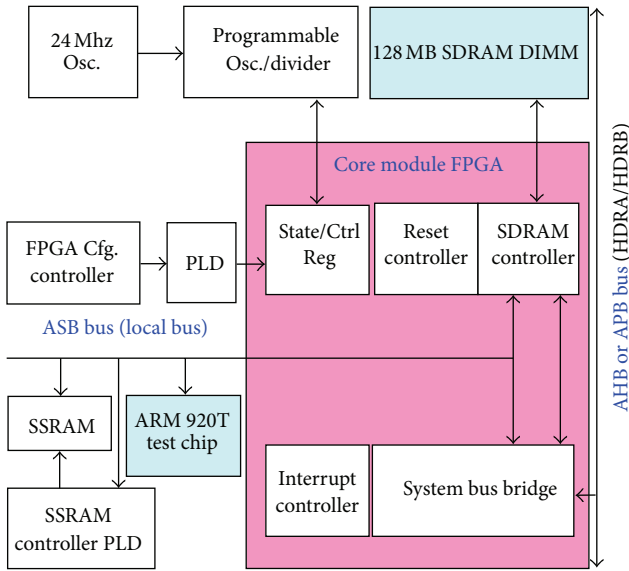 24 Mhz
Osc.
Programmable
Osc./divider
128 MB SDRAM DIMM
Core module FPGA
FPGA Cfg.
controller
PLD
State/Ctrl
Reg
Reset
controller
SDRAM
controller
ASB bus (local bus)
SSRAM
ARM 920T
test chip
SSRAM
controller PLD
Interrupt
controller
System bus bridge
AHB or APB bus (HDRA/HDRB)